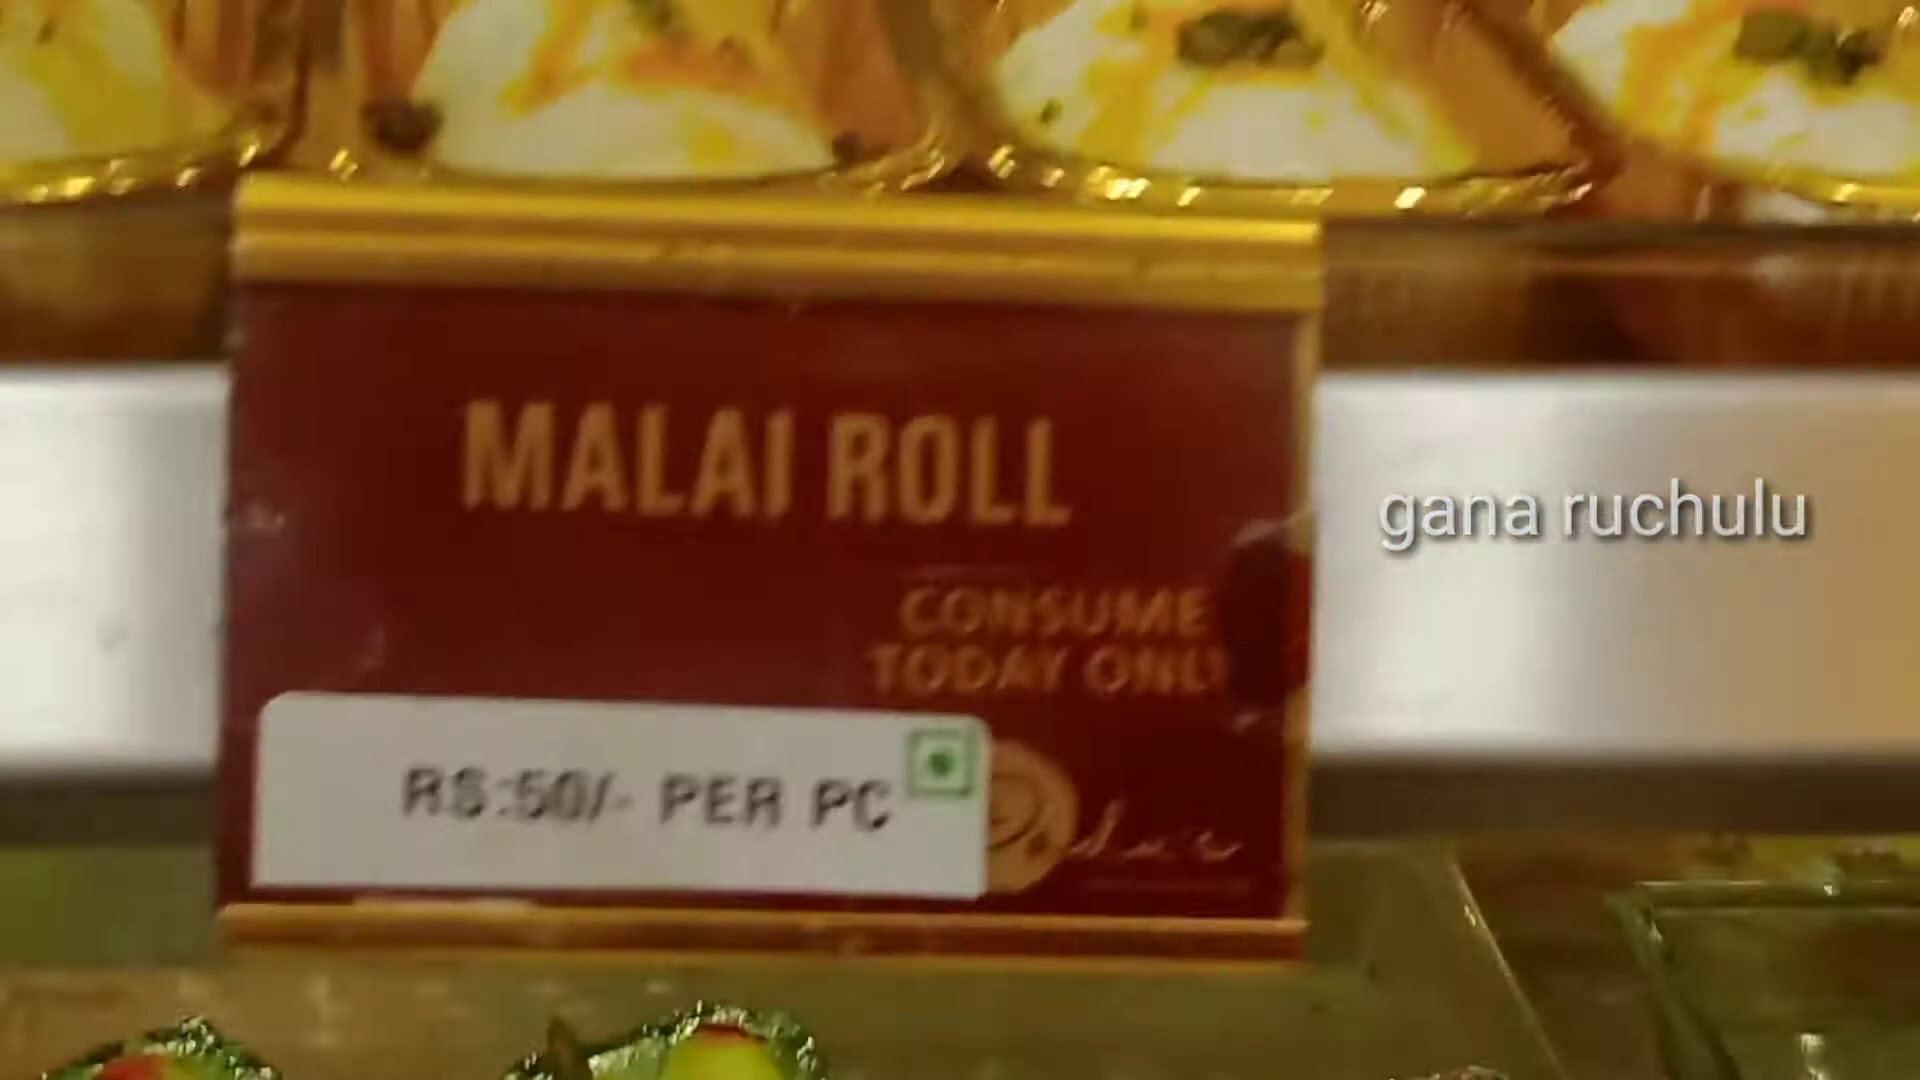 MALAI ROLL
gana ruchulu
CONSUME
TODAY ONLY
RS:50/- PER PC